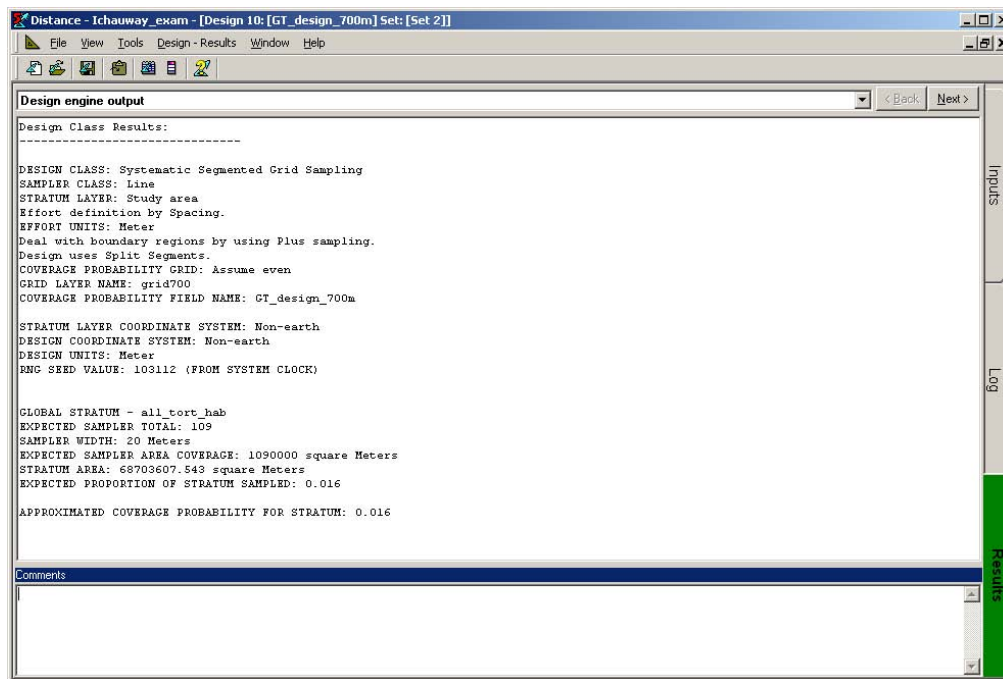 Distance - Ichauway_exam - [Design 10: [GT_design_700m] Set: [Set 2]]
File View Tools Design - Results Window Help
Design engine output
< Back Next >
Design Class Results:
-------------------------------
DESIGN CLASS: Systematic Segmented Grid Sampling
SAMPLER CLASS: Line
STRATUM LAYER: Study area
Effort definition by Spacing.
EFFORT UNITS: Meter
Deal with boundary regions by using Plus sampling.
Design uses Split Segments.
COVERAGE PROBABILITY GRID: Assume even
GRID LAYER NAME: grid700
COVERAGE PROBABILITY FIELD NAME: GT_design_700m
STRATUM LAYER COORDINATE SYSTEM: Non-earth
DESIGN COORDINATE SYSTEM: Non-earth
DESIGN UNITS: Meter
RNG SEED VALUE: 103112 (FROM SYSTEM CLOCK)
GLOBAL STRATUM - all_tort_hab
EXPECTED SAMPLER TOTAL: 109
SAMPLER WIDTH: 20 Meters
EXPECTED SAMPLER AREA COVERAGE: 1090000 square Meters
STRATUM AREA: 68703607.543 square Meters
EXPECTED PROPORTION OF STRATUM SAMPLED: 0.016
APPROXIMATED COVERAGE PROBABILITY FOR STRATUM: 0.016
Comments
Inputs
Log
Results